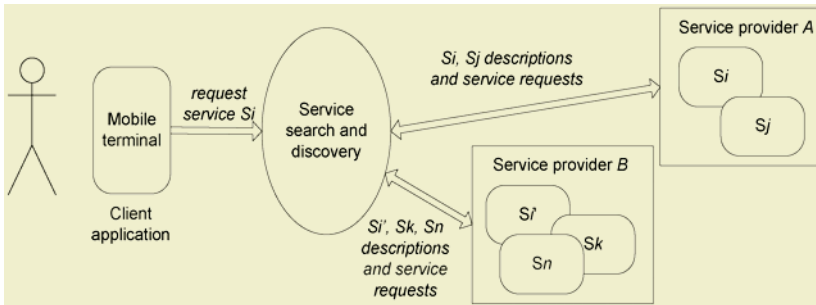 Mobile
terminal
Client
application
request
service Si
Service
search and
discovery
Si, Sj descriptions
and service requests
Service provider A
Si
Sj
Service provider B
Si'
Sk
Sn
Si', Sk, Sn
descriptions
and service
requests